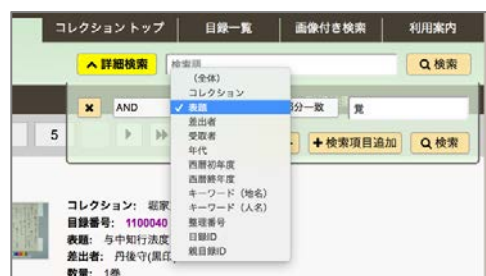 コレクショントップ 目録一覧 画像付き検索 利用案内
詳細検索 検索語 検索
AND 部分一致 覚
(全体)
コレクション
✓ 表題
差出者
受取者
年代
西暦初年度
西暦終年度
キーワード（地名）
キーワード（人名）
整理番号
目録ID
親目録ID
5
+検索項目追加 検索
コレクション: 堀家
目録番号: 1100040
表題: 与中知行法度
差出者: 丹後守(黒印)
数量: 1巻